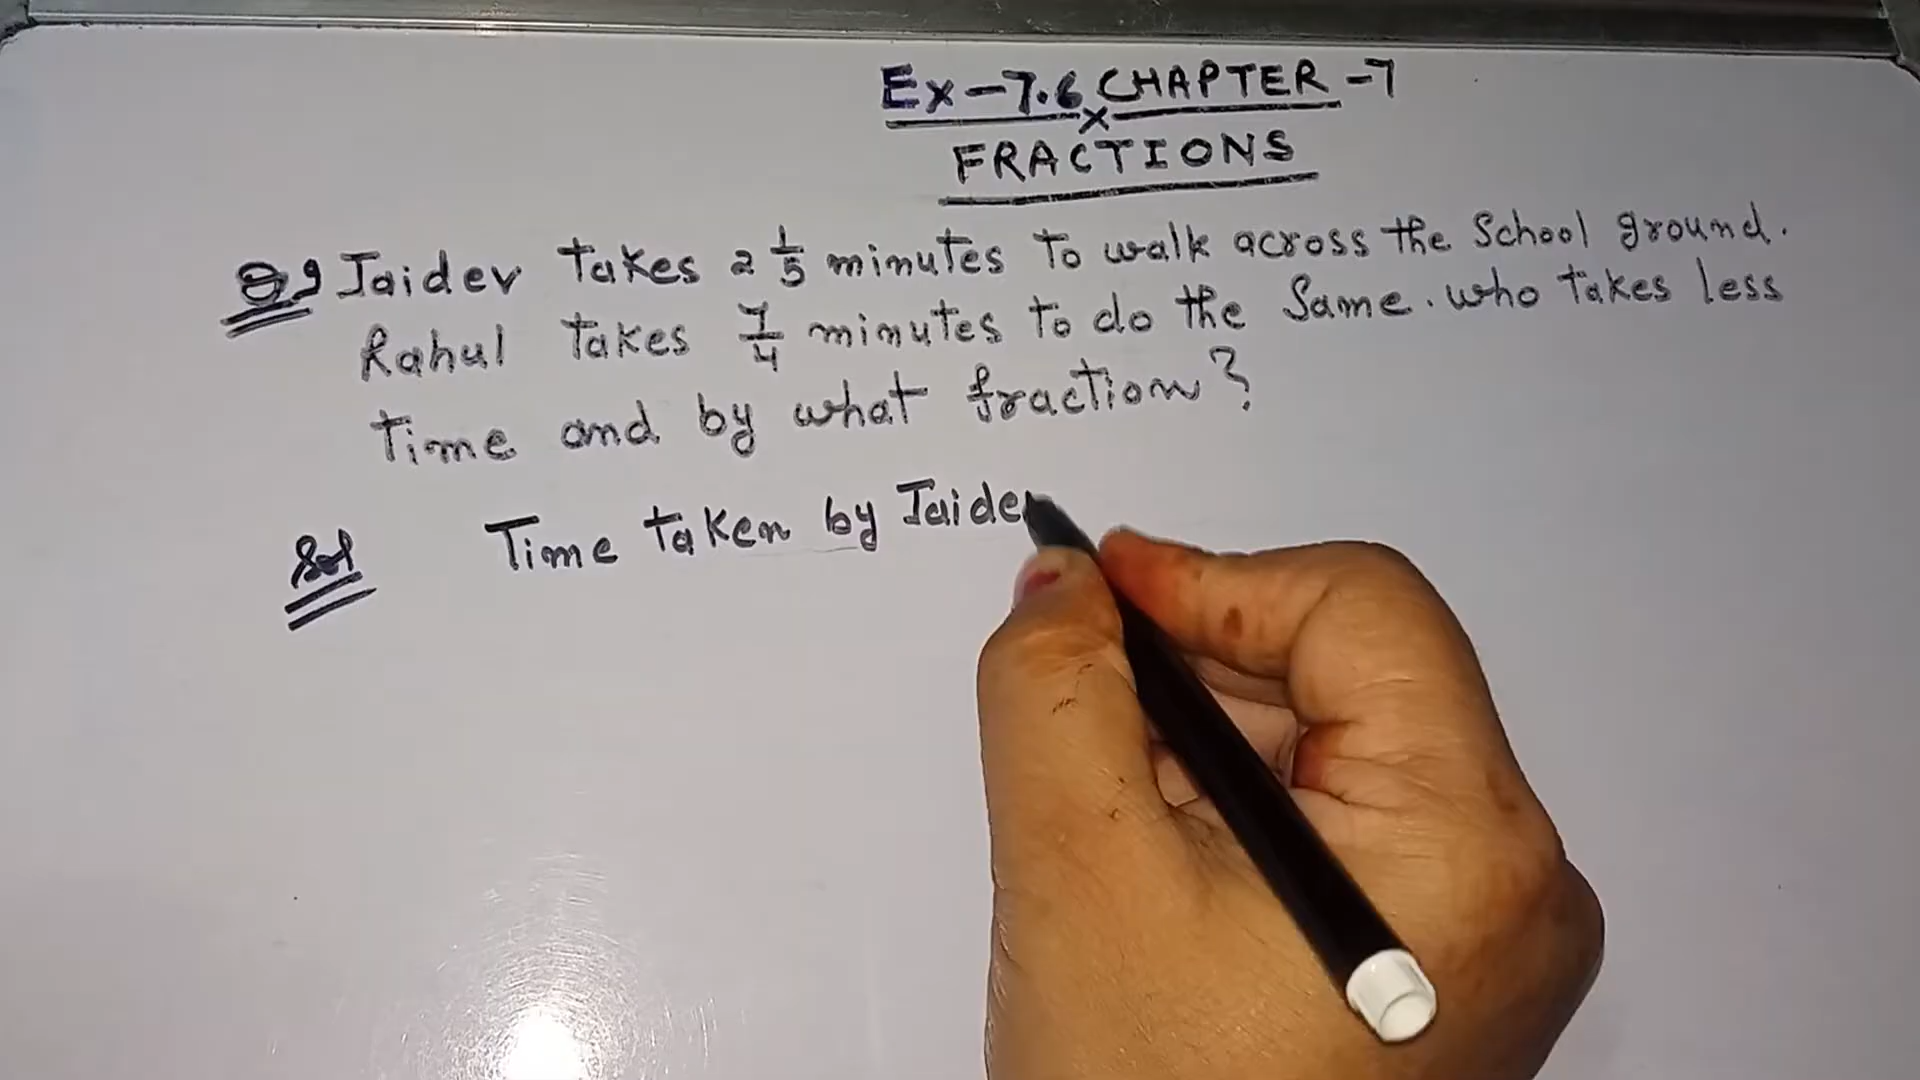 Ex-7.6 CHAPTER-7
x
FRACTIONS
Q9 Jaidev takes 2 1/5 minutes to walk across the School ground.
Rahul takes 7/4 minutes to do the Same. who takes less
time and by what fraction?
Sol Time taken by Jaide